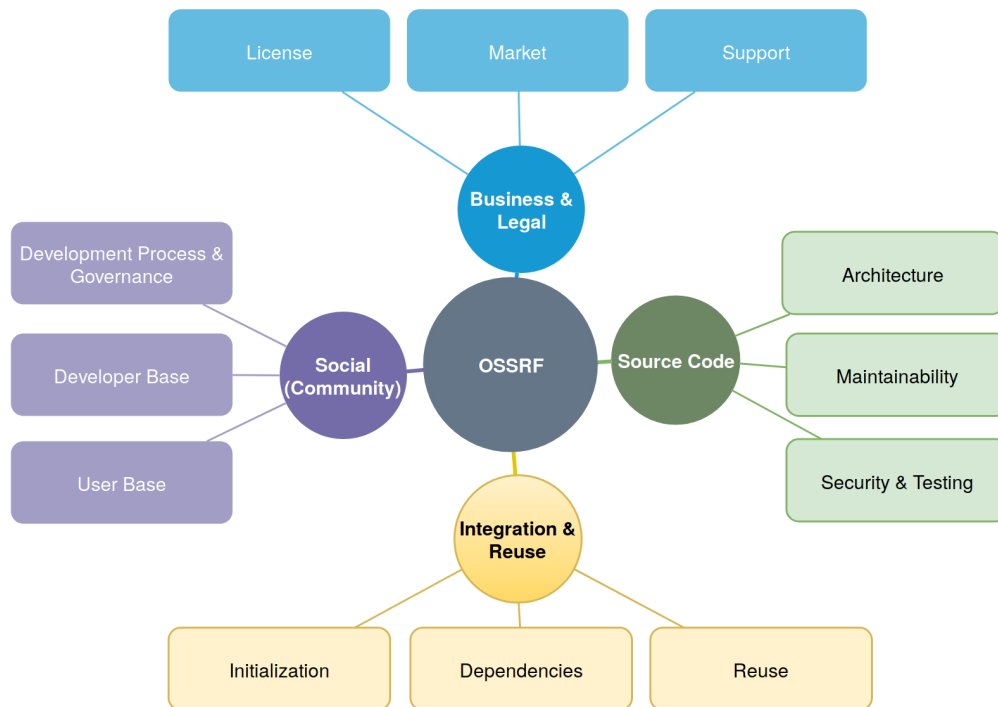 License
Market
Support
Business &
Legal
Development Process &
Governance
Developer Base
User Base
Social
(Community)
OSSRF
Source Code
Architecture
Maintainability
Security & Testing
Integration &
Reuse
Initialization
Dependencies
Reuse